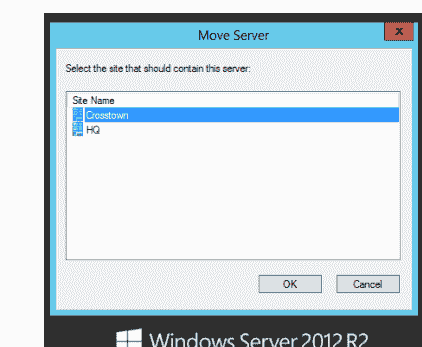 Move Server
x
Select the site that should contain this server:
Site Name
Crosstown
HQ
OK
Cancel
Windows Server 2012 R2